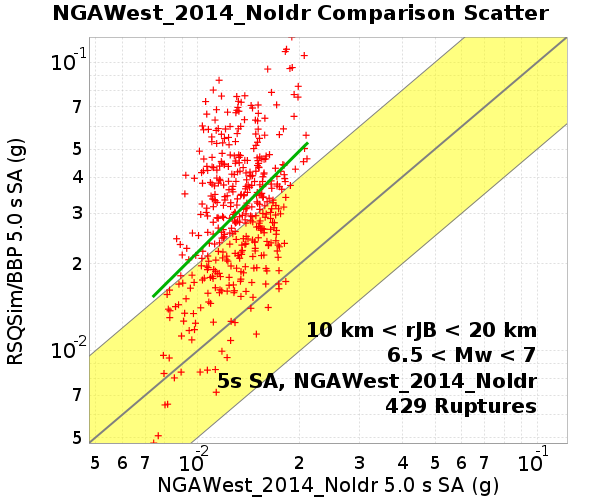 NGAWest_2014_NoIdr Comparison Scatter
RSQSim/BBP 5.0 s SA (g)
10^-1
7
5
4
3
2
10^-2
7
5
10 km < rJB < 20 km
6.5 < Mw < 7
5s SA, NGAWest_2014_NoIdr
429 Ruptures
5 6 7 10^-2 2 3 4 5 6 7 10^-1
NGAWest_2014_NoIdr 5.0 s SA (g)